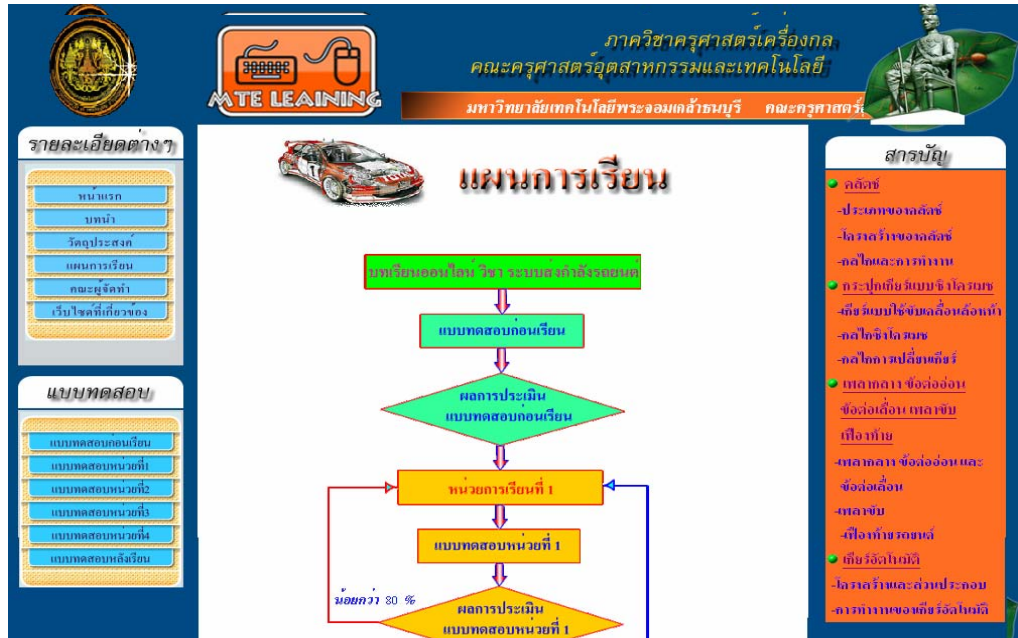 ภาควิชาครุศาสตร์เครื่องกล
คณะครุศาสตร์อุตสาหกรรมและเทคโนโลยี
MTE LEAINING
มหาวิทยาลัยเทคโนโลยีพระจอมเกล้าธนบุรี คณะครุศาสตร์
รายละเอียดต่างๆ
หน้าแรก
บทนำ
วัตถุประสงค์
แผนการเรียน
คณะผู้จัดทำ
เว็บไซต์ที่เกี่ยวของ
แบบทดสอบ
แบบทดสอบก่อนเรียน
แบบทดสอบหน่วยที่1
แบบทดสอบหน่วยที่2
แบบทดสอบหน่วยที่3
แบบทดสอบหน่วยที่4
แบบทดสอบหลังเรียน
แผนการเรียน
บทเรียนออนไลน์ วิชา ระบบส่งกำลังรถยนต์
แบบทดสอบก่อนเรียน
ผลการประเมิน
แบบทดสอบก่อนเรียน
หน่วยการเรียนที่ 1
แบบทดสอบหน่วยที่ 1
น้อยกว่า 80 %
ผลการประเมิน
แบบทดสอบหน่วยที่ 1
สารบัญ
คลัตช์
-ประเภทของคลัตช์
-โครงสร้างของคลัตช์
-กลไกและการทำงาน
กระปุกเกียร์แบบซิงโครเมช
-เกียร์แบบใช้ขับเคลื่อนล้อหน้า
-กลไกซิงโครเมช
-กลไกการเปลี่ยนเกียร์
เพลากลาง ข้อต่ออ่อน
ข้อต่อเลื่อน เพลาขับ
เฟืองท้าย
-เพลากลาง ข้อต่ออ่อน และ
ข้อต่อเลื่อน
-เพลาขับ
-เฟืองท้ายรถยนต์
เกียร์อัตโนมัติ
-โครงสร้างและส่วนประกอบ
-การทำงานของเกียร์อัตโนมัติ